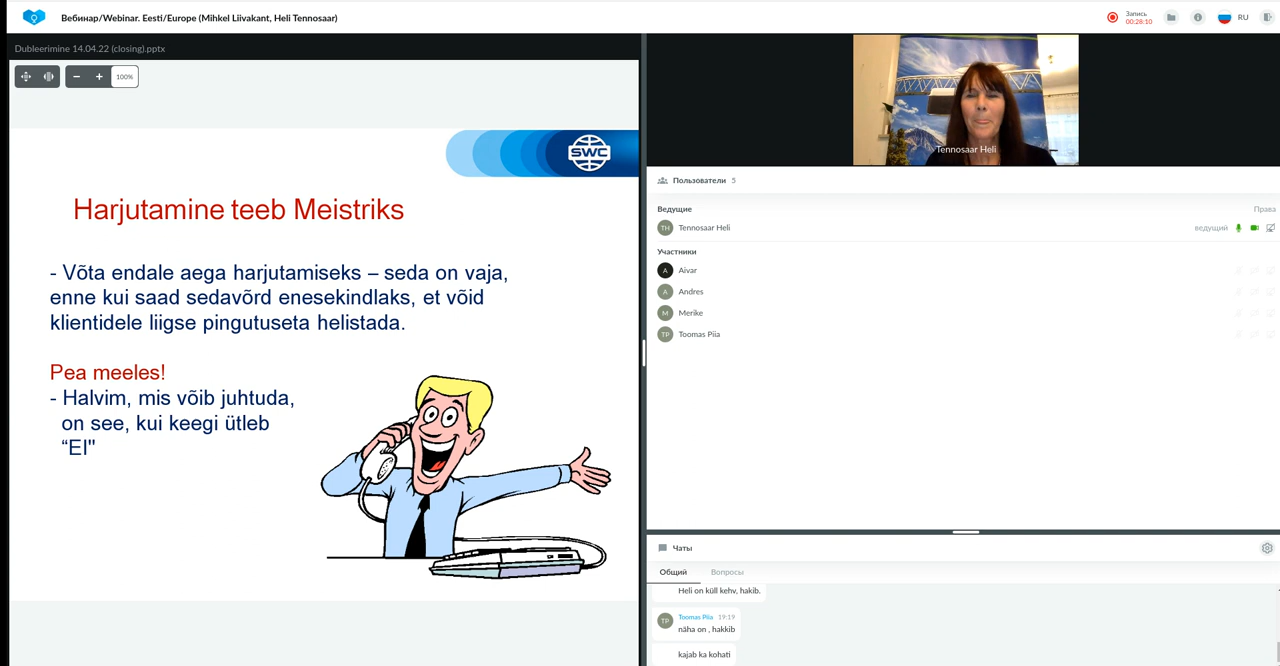 Вебинар/Webinar. Eesti/Europe (Mihkel Liivakant, Heli Tennosaar)
Запись
00:28:10
RU
Dubleerimine 14.04.22 (closing).pptx
100%
SWC
Harjutamine teeb Meistriks
- Võta endale aega harjutamiseks – seda on vaja,
enne kui saad sedavõrd enesekindlaks, et võid
klientidele liigse pingutuseta helistada.
Pea meeles!
- Halvim, mis võib juhtuda,
on see, kui keegi ütleb
“EI"
Tennosaar Heli
Пользователи 5
Ведущие Права
TH Tennosaar Heli ведущий
Участники
A Aivar
A Andres
M Merike
TP Toomas Piia
Чаты
Общий Вопросы
Heli on küll kehv, hakib.
TP Toomas Piia 19:19
näha on , hakkib
kajab ka kohati